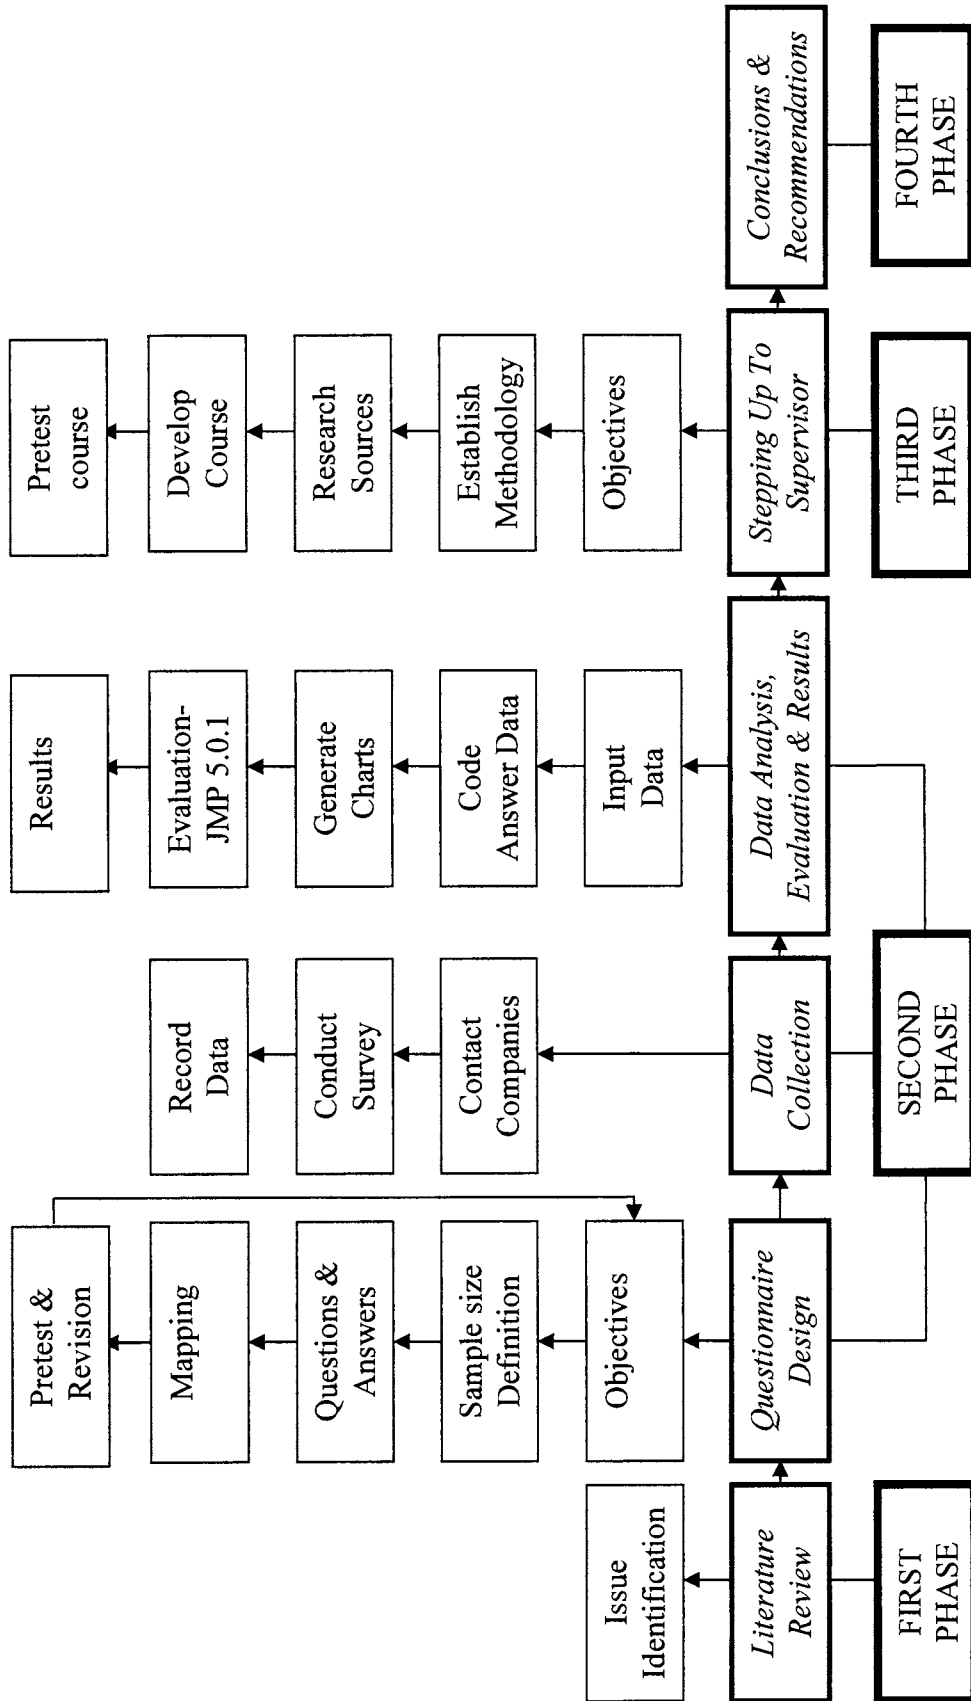 Pretest &
Revision
Mapping
Questions &
Answers
Sample size
Definition
Objectives
Issue
Identification
Record
Data
Conduct
Survey
Contact
Companies
Results
Evaluation-
JMP 5.0.1
Generate
Charts
Code
Answer Data
Input
Data
Pretest
course
Develop
Course
Research
Sources
Establish
Methodology
Objectives
Literature
Review
Questionnaire
Design
Data
Collection
Data Analysis,
Evaluation & Results
Stepping Up To
Supervisor
Conclusions &
Recommendations
FIRST
PHASE
SECOND
PHASE
THIRD
PHASE
FOURTH
PHASE